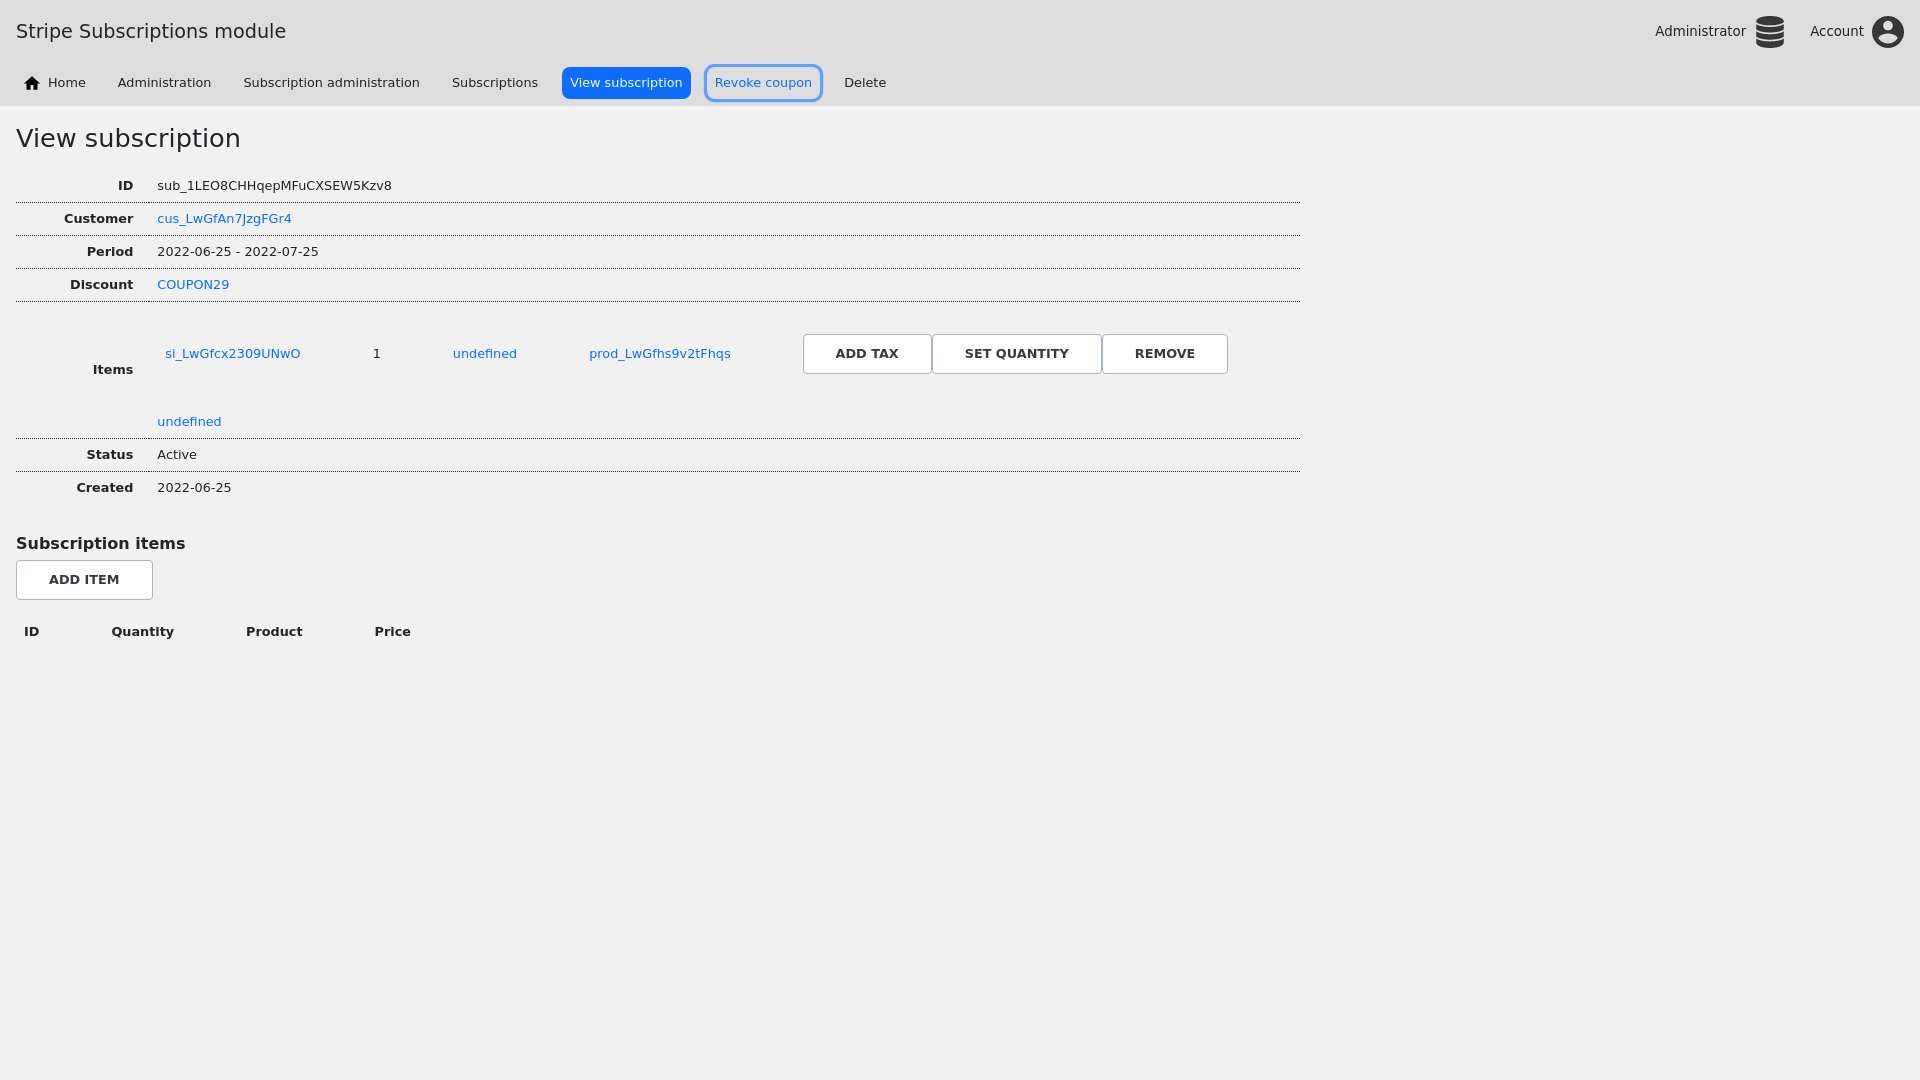 Stripe Subscriptions module
Administrator
Account
Home Administration Subscription administration Subscriptions View subscription Revoke coupon Delete
View subscription
ID sub_1LEO8CHHqepMFuCXSEW5Kzv8
Customer cus_LwGfAn7JzgFGr4
Period 2022-06-25 - 2022-07-25
Discount COUPON29
Items si_LwGfcx2309UNwO 1 undefined prod_LwGfhs9v2tFhqs ADD TAX SET QUANTITY REMOVE
undefined
Status Active
Created 2022-06-25
Subscription items
ADD ITEM
ID Quantity Product Price